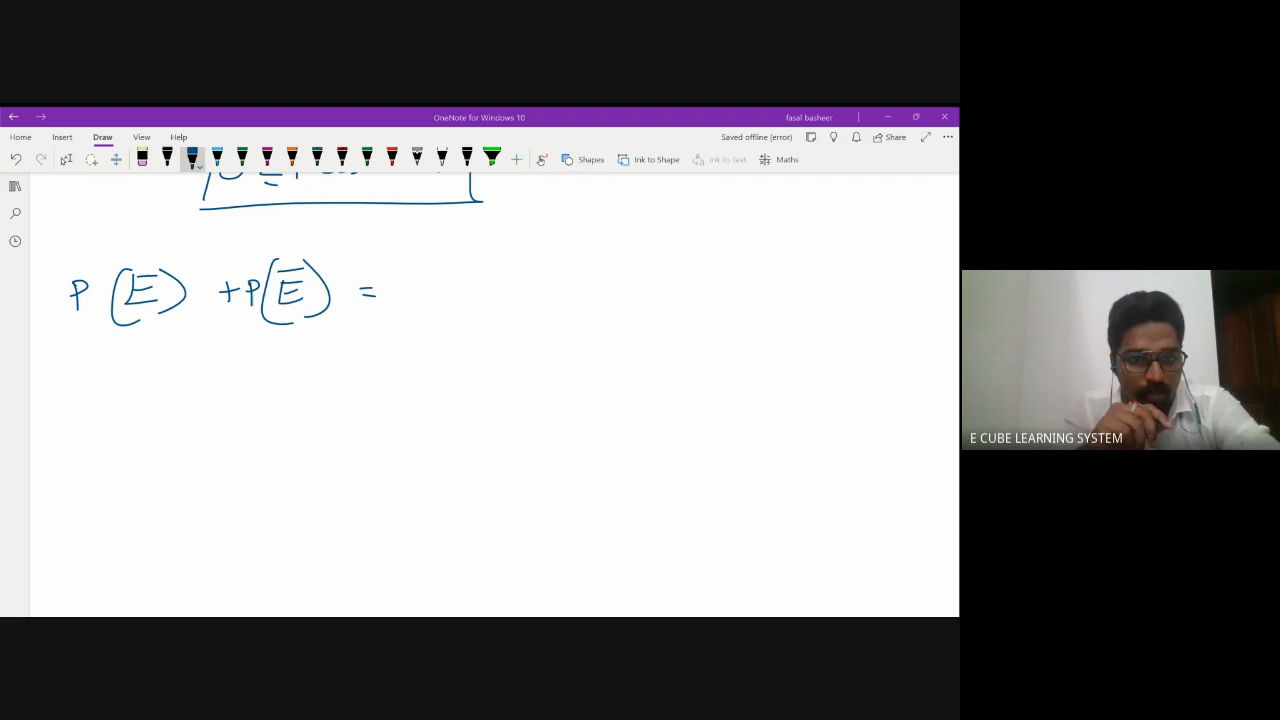 OneNote for Windows 10
fasal basheer
Home Insert Draw View Help
Saved offline (error)
Share
Shapes
Ink to Shape
Ink to Text
Maths
P (E) + P(E̅) =
E CUBE LEARNING SYSTEM